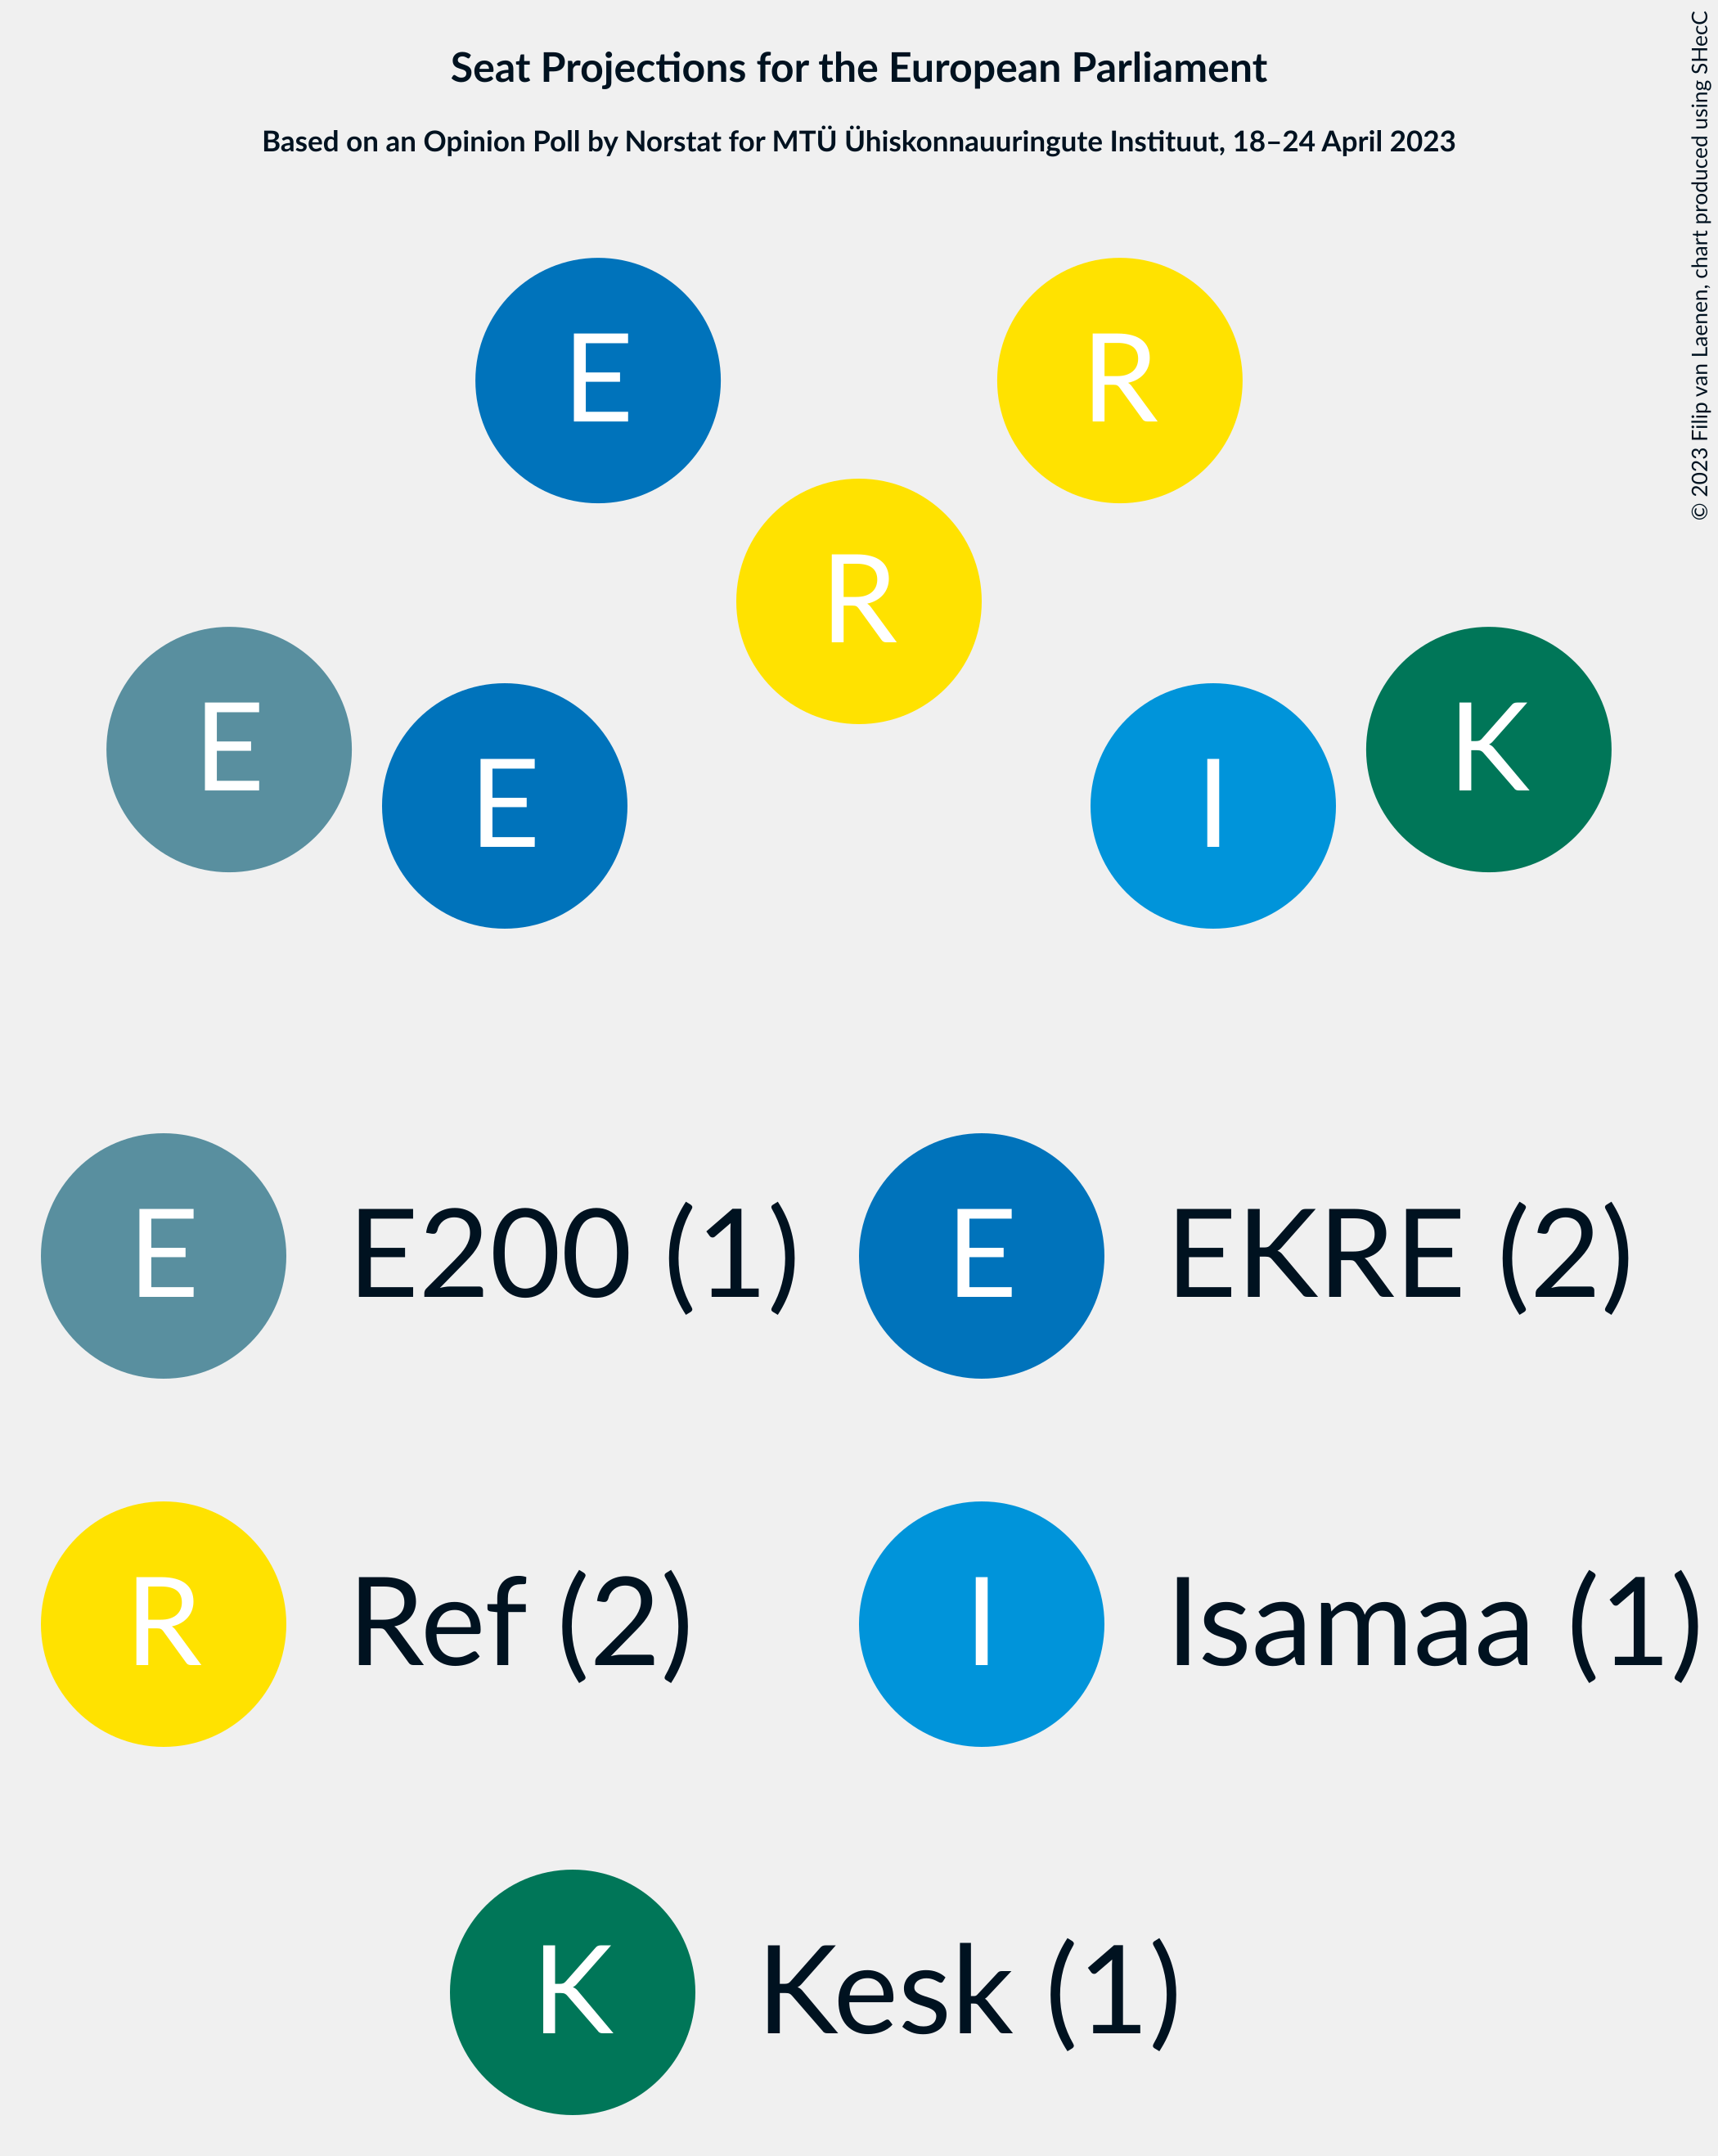 Seat Projections for the European Parliament
Based on an Opinion Poll by Norstat for MTÜ Ühiskonnauuringute Instituut, 18–24 April 2023
© 2023 Filip van Laenen, chart produced using SHecC
E
R
R
E
E
I
K
E
E200 (1)
E
EKRE (2)
R
Ref (2)
I
Isamaa (1)
K
Kesk (1)